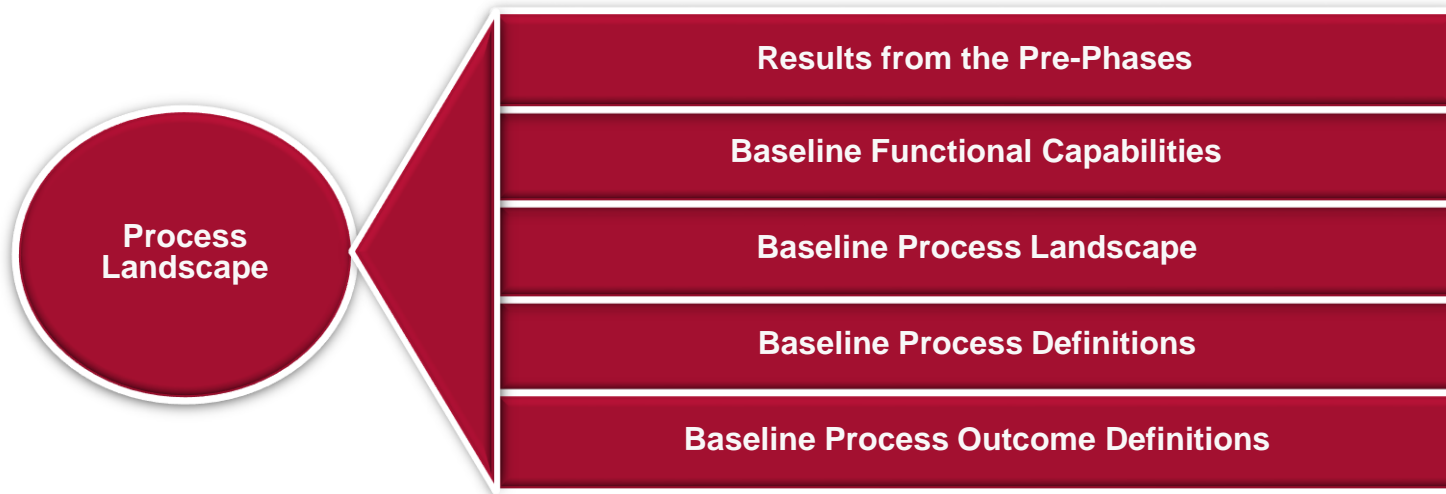 Process
Landscape
Results from the Pre-Phases
Baseline Functional Capabilities
Baseline Process Landscape
Baseline Process Definitions
Baseline Process Outcome Definitions